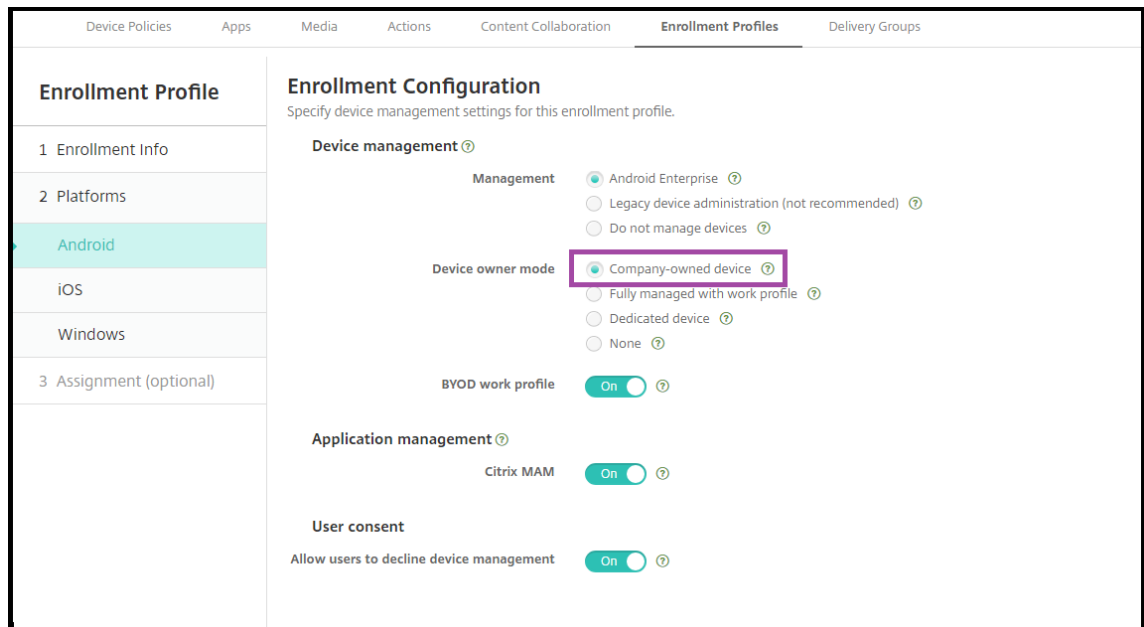 Device Policies Apps Media Actions Content Collaboration Enrollment Profiles Delivery Groups
Enrollment Profile
1 Enrollment Info
2 Platforms
Android
iOS
Windows
3 Assignment (optional)
Enrollment Configuration
Specify device management settings for this enrollment profile.
Device management ?
Management Android Enterprise ?
Legacy device administration (not recommended) ?
Do not manage devices ?
Device owner mode Company-owned device ?
Fully managed with work profile ?
Dedicated device ?
None ?
BYOD work profile On ?
Application management ?
Citrix MAM On ?
User consent
Allow users to decline device management On ?